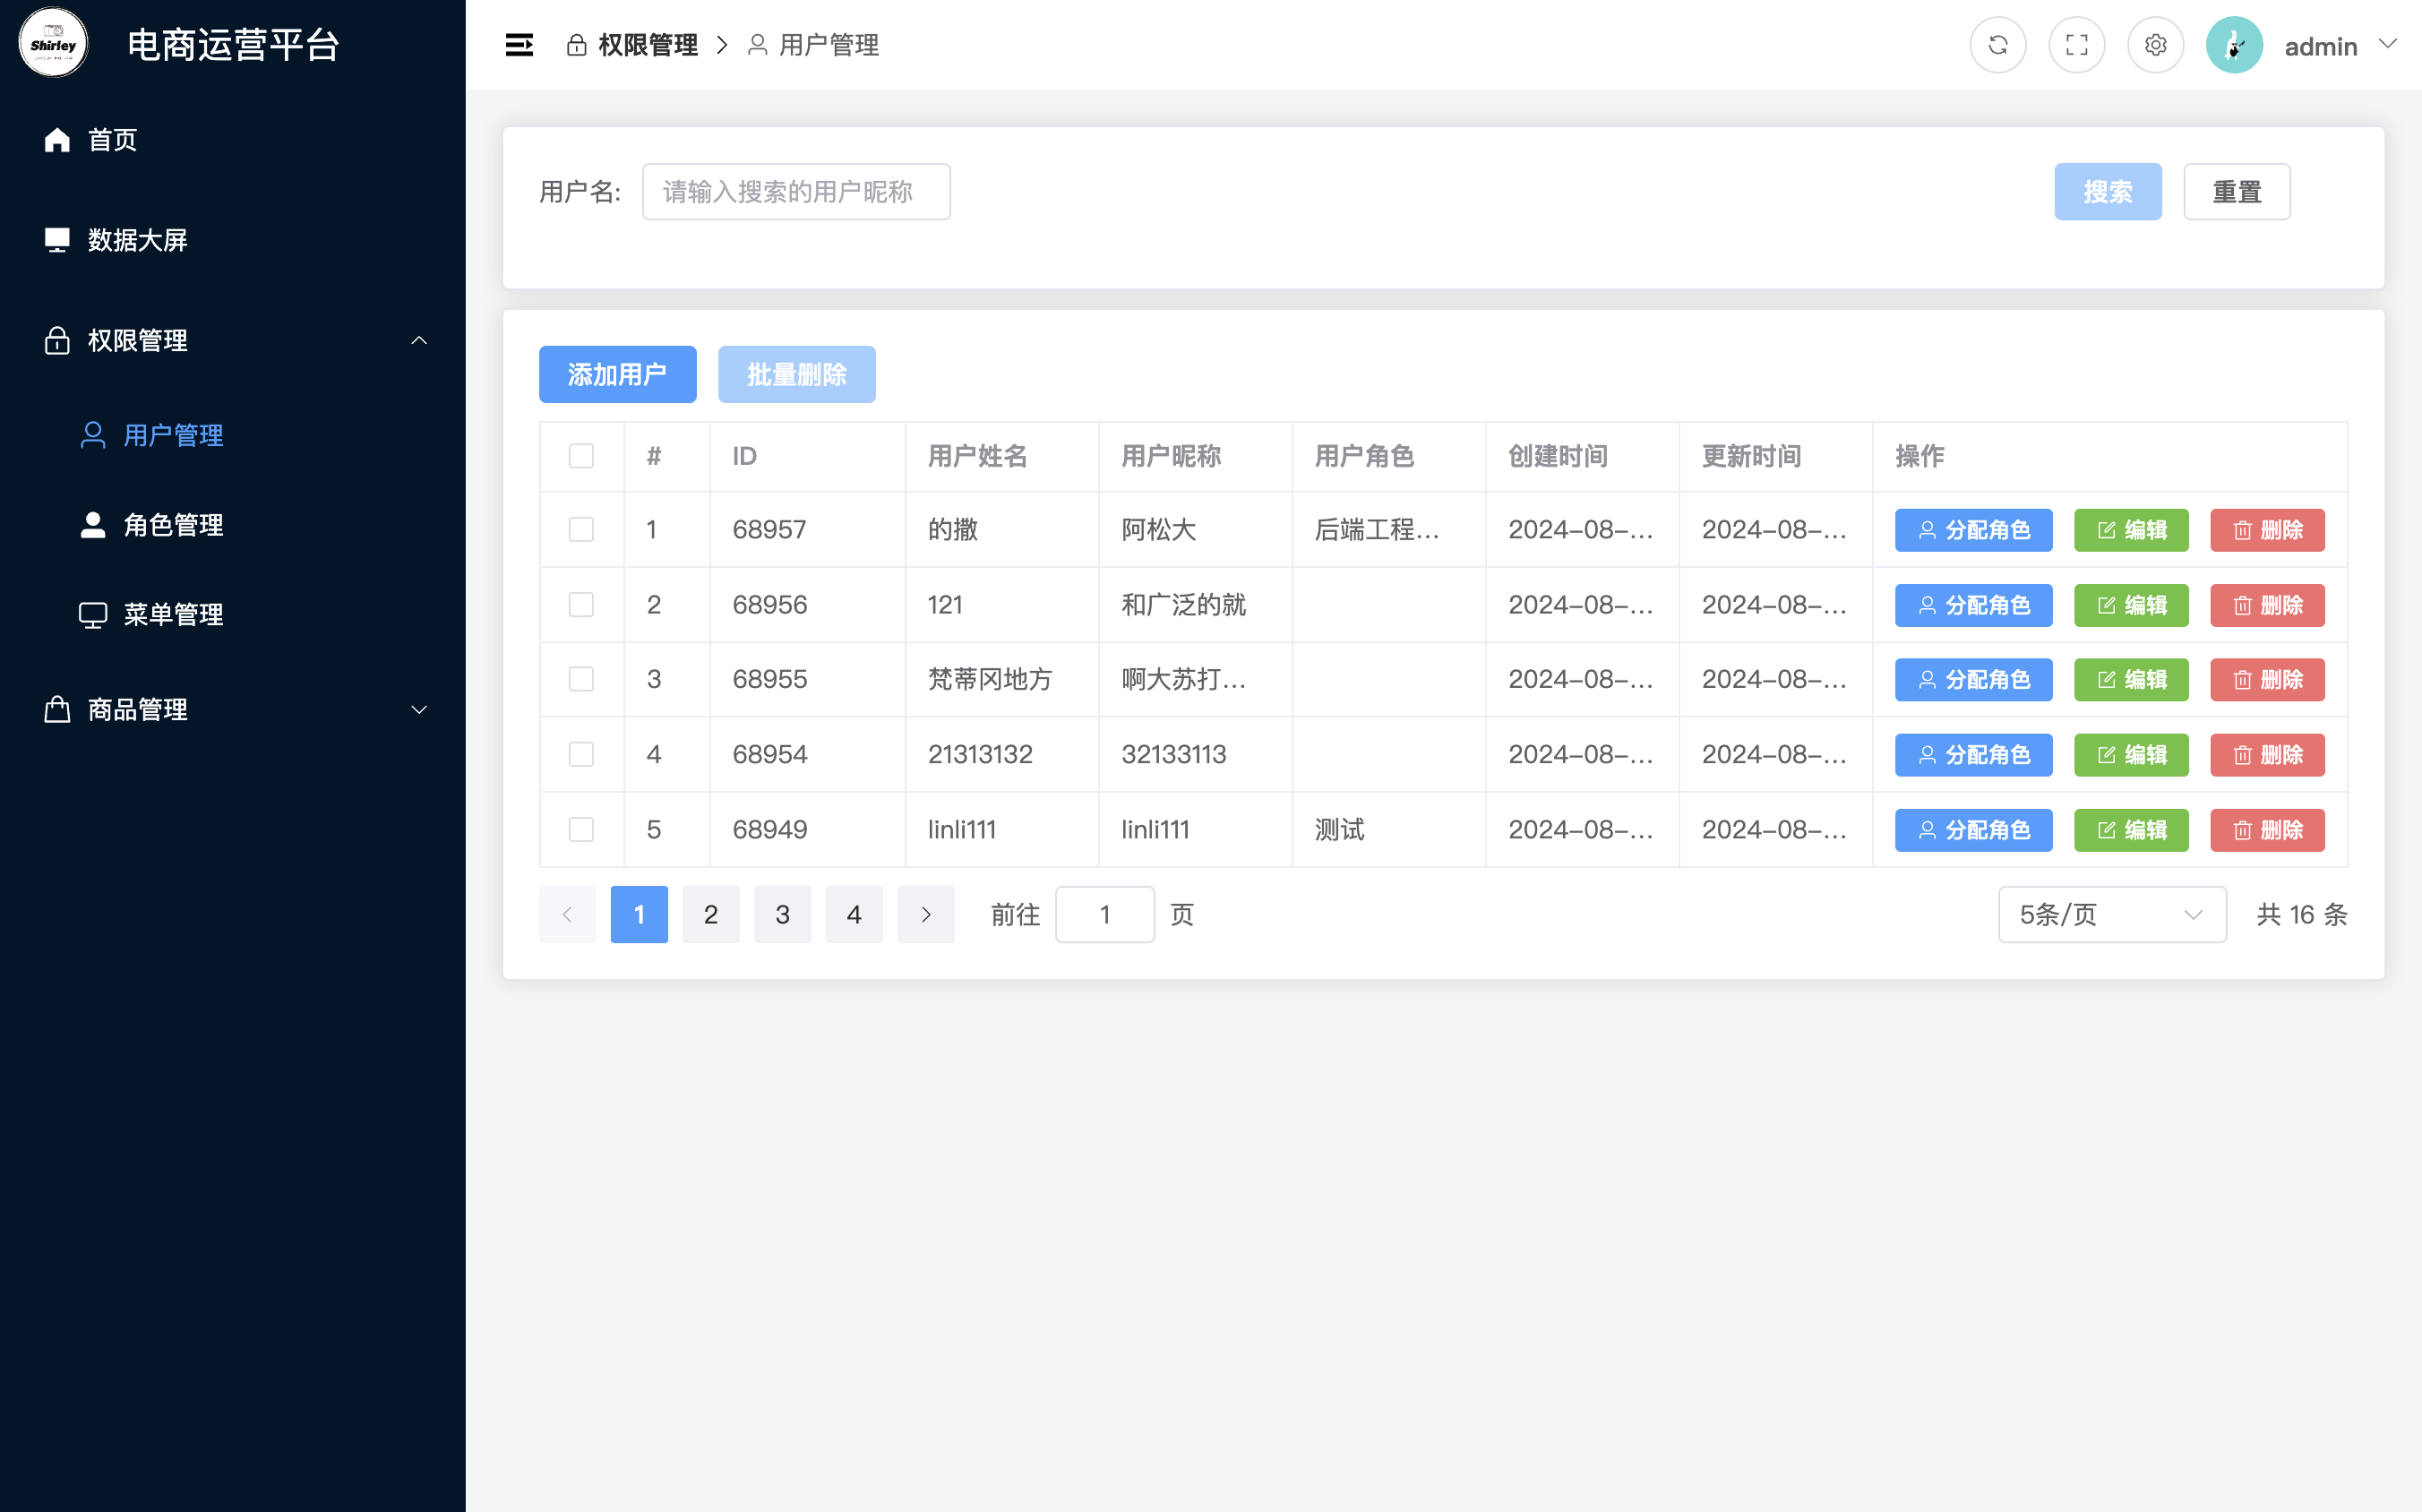 Shirley
电商运营平台
首页
数据大屏
权限管理
用户管理
角色管理
菜单管理
商品管理
权限管理 > 用户管理
admin
用户名: 请输入搜索的用户昵称 搜索 重置
添加用户 批量删除
# ID 用户姓名 用户昵称 用户角色 创建时间 更新时间 操作
1 68957 的撒 阿松大 后端工程... 2024-08-... 2024-08-... 分配角色 编辑 删除
2 68956 121 和广泛的就 2024-08-... 2024-08-... 分配角色 编辑 删除
3 68955 梵蒂冈地方 啊大苏打... 2024-08-... 2024-08-... 分配角色 编辑 删除
4 68954 21313132 32133113 2024-08-... 2024-08-... 分配角色 编辑 删除
5 68949 linli111 linli111 测试 2024-08-... 2024-08-... 分配角色 编辑 删除
1 2 3 4 前往 1 页 5条/页 共 16 条